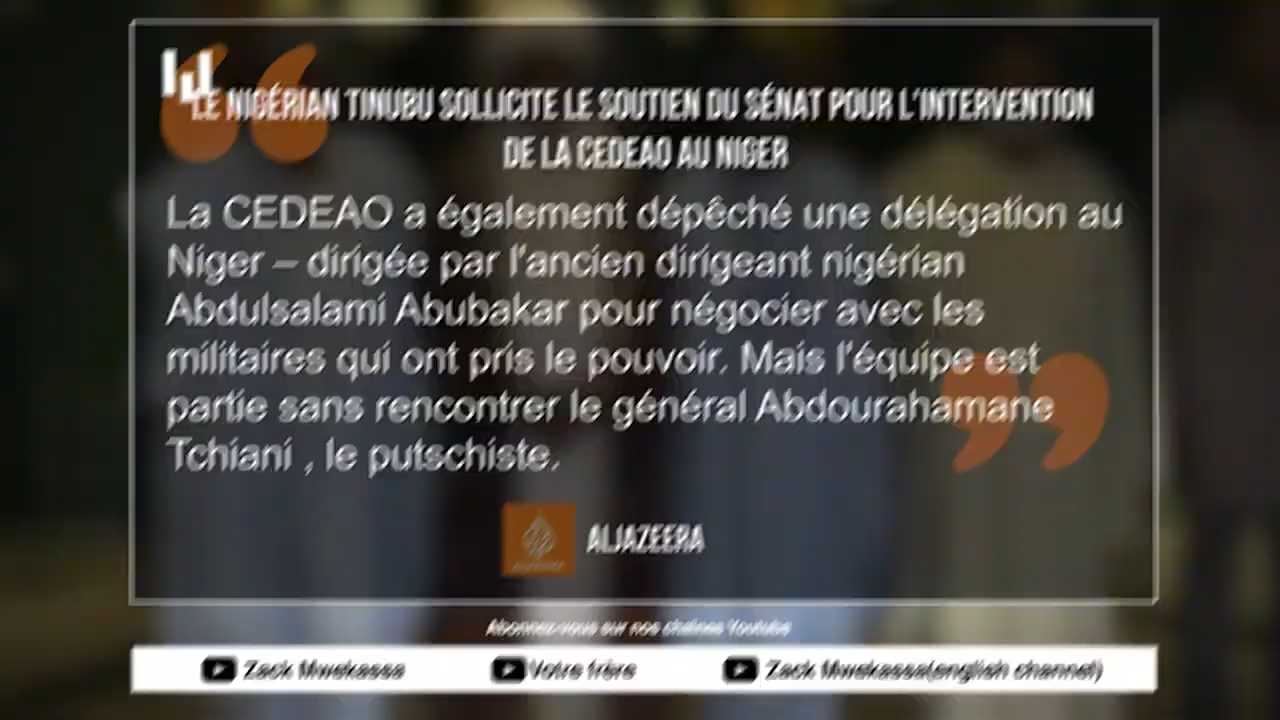 LE NIGÉRIAN TINUBU SOLLICITE LE SOUTIEN DU SÉNAT POUR L'INTERVENTION
DE LA CEDEAO AU NIGER
La CEDEAO a également dépêché une délégation au
Niger – dirigée par l'ancien dirigeant nigérian
Abdulsalami Abubakar pour négocier avec les
militaires qui ont pris le pouvoir. Mais l'équipe est
partie sans rencontrer le général Abdourahamane
Tchiani , le putschiste.
ALJAZEERA
Abonnez-vous sur nos chaines Youtube
Zack Mwekassa
Votre frère
Zack Mwekassa(english channel)